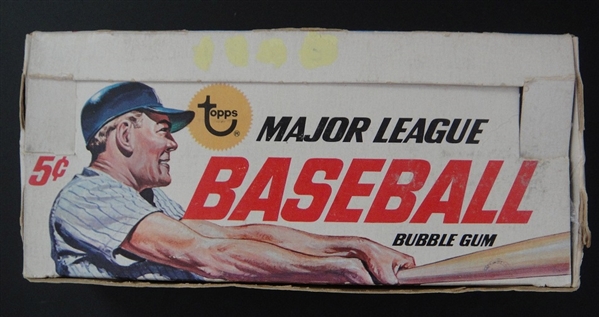 topps
®
MAJOR LEAGUE
5¢
BASEBALL
BUBBLE GUM